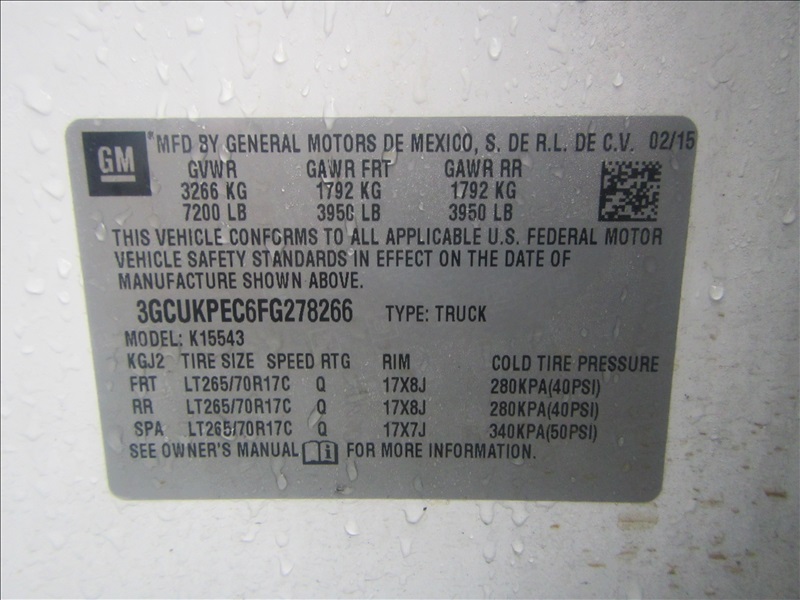 GM
*MFD BY GENERAL MOTORS DE MEXICO, S. DE R.L. DE C.V. 02/15
GVWR GAWR FRT GAWR RR
3266 KG 1792 KG 1792 KG
7200 LB 3950 LB 3950 LB
THIS VEHICLE CONFORMS TO ALL APPLICABLE U.S. FEDERAL MOTOR
VEHICLE SAFETY STANDARDS IN EFFECT ON THE DATE OF
MANUFACTURE SHOWN ABOVE.
3GCUKPEC6FG278266 TYPE: TRUCK
MODEL: K15543
KGJ2 TIRE SIZE SPEED RTG RIM COLD TIRE PRESSURE
FRT LT265/70R17C Q 17X8J 280KPA(40PSI)
RR LT265/70R17C Q 17X8J 280KPA(40PSI)
SPA LT265/70R17C Q 17X7J 340KPA(50PSI)
SEE OWNER'S MANUAL i FOR MORE INFORMATION.